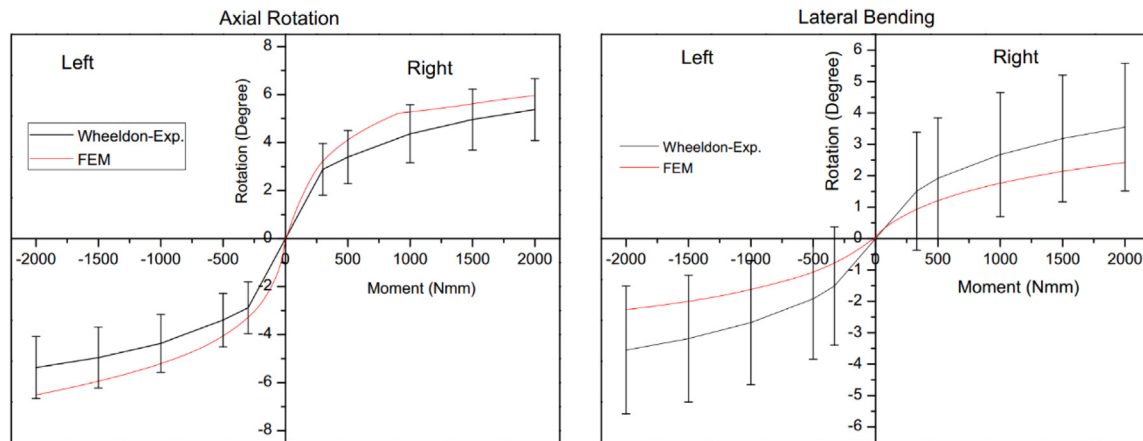 Axial Rotation
Left
Right
Wheeldon-Exp.
FEM
Rotation (Degree)
8
6
4
2
0
-2
-4
-6
-8
-2000 -1500 -1000 -500 0 500 1000 1500 2000
Moment (Nmm)
Lateral Bending
Left
Right
Wheeldon-Exp.
FEM
Rotation (Degree)
6
5
4
3
2
1
0
-1
-2
-3
-4
-5
-6
-2000 -1500 -1000 -500 0 500 1000 1500 2000
Moment (Nmm)